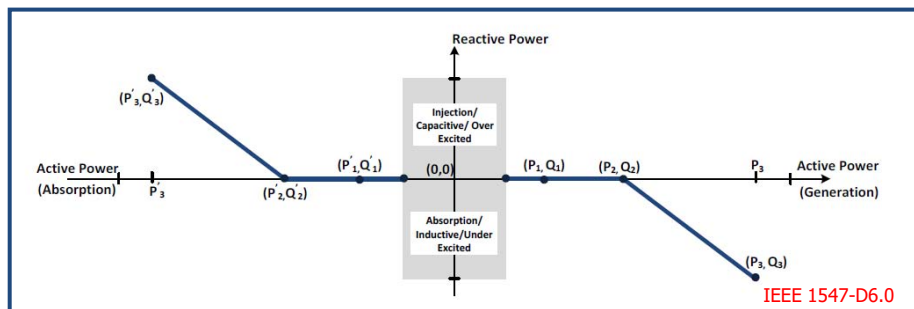 Reactive Power
(P'3,Q'3)
Injection/
Capacitive/ Over
Excited
Active Power
(Absorption)
P'3
(P'2,Q'2)
(P'1,Q'1)
(0,0)
(P1, Q1)
(P2, Q2)
P3
Active Power
(Generation)
Absorption/
Inductive/Under
Excited
(P3, Q3)
IEEE 1547-D6.0